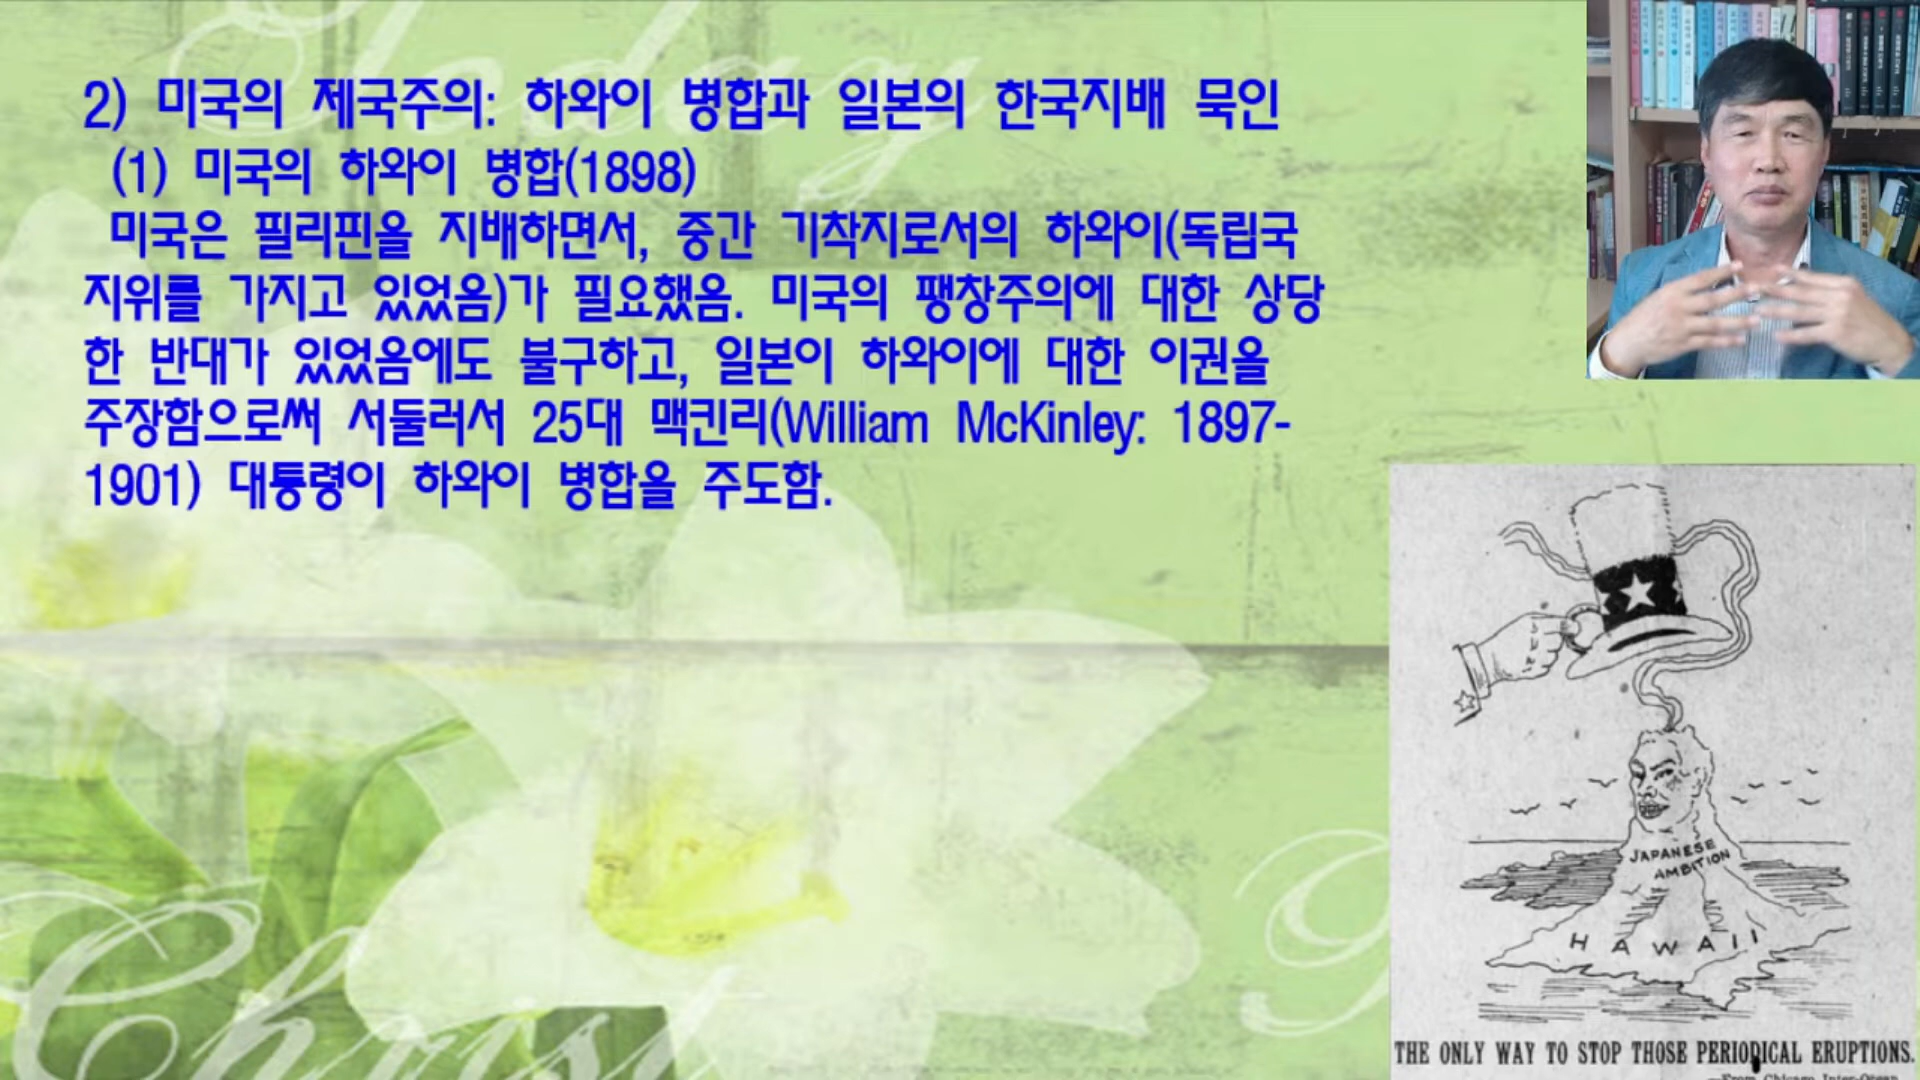 2) 미국의 제국주의: 하와이 병합과 일본의 한국지배 묵인
(1) 미국의 하와이 병합(1898)
미국은 필리핀을 지배하면서, 중간 기착지로서의 하와이(독립국
지위를 가지고 있었음)가 필요했음. 미국의 팽창주의에 대한 상당
한 반대가 있었음에도 불구하고, 일본이 하와이에 대한 이권을
주장함으로써 서둘러서 25대 맥킨리(William McKinley: 1897-
1901) 대통령이 하와이 병합을 주도함.
JAPANESE
AMBITION
HAWAII
THE ONLY WAY TO STOP THOSE PERIODICAL ERUPTIONS.
—From Chicago Inter-Ocean
Christ